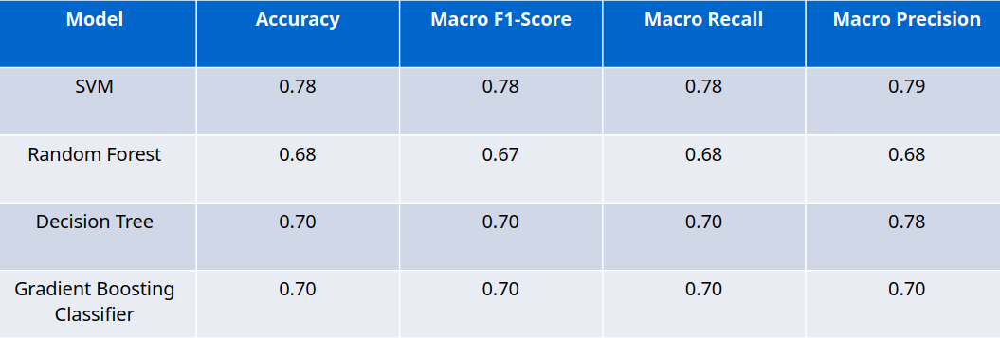 Model Accuracy Macro F1-Score Macro Recall Macro Precision
SVM 0.78 0.78 0.78 0.79
Random Forest 0.68 0.67 0.68 0.68
Decision Tree 0.70 0.70 0.70 0.78
Gradient Boosting 0.70 0.70 0.70 0.70
Classifier